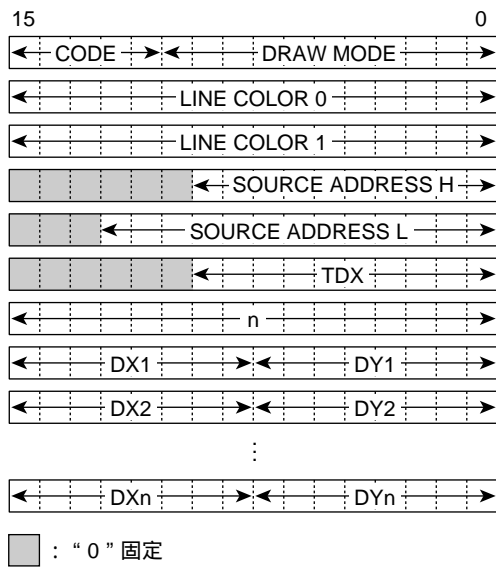 15 0
CODE DRAW MODE
LINE COLOR 0
LINE COLOR 1
SOURCE ADDRESS H
SOURCE ADDRESS L
TDX
n
DX1 DY1
DX2 DY2
⋮
DXn DYn
: “0”固定